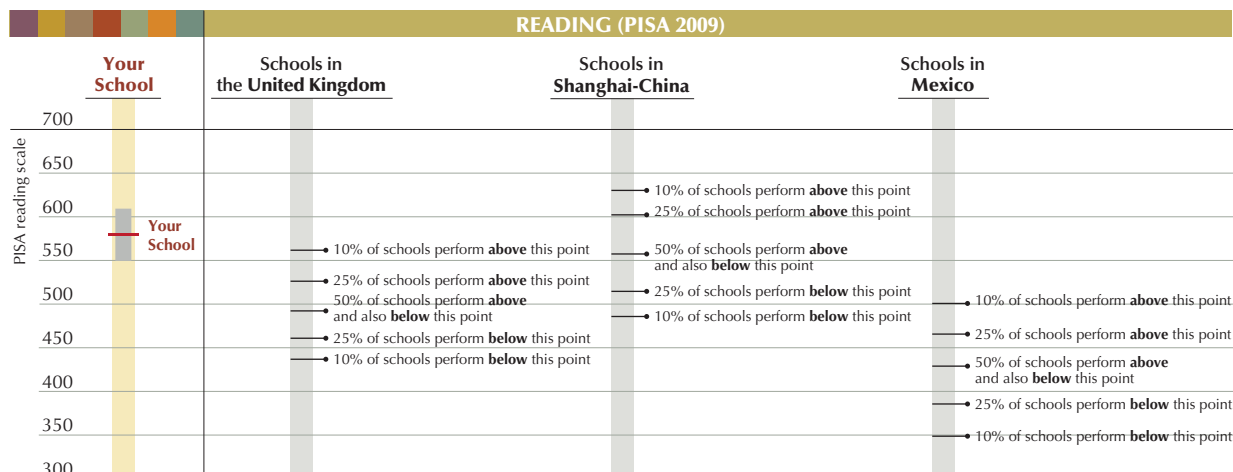 READING (PISA 2009)
Your
School
Schools in
the United Kingdom
Schools in
Shanghai-China
Schools in
Mexico
PISA reading scale
700
650
600
550
500
450
400
350
300
Your
School
10% of schools perform above this point
25% of schools perform above this point
50% of schools perform above
and also below this point
25% of schools perform below this point
10% of schools perform below this point
10% of schools perform above this point
25% of schools perform above this point
50% of schools perform above
and also below this point
25% of schools perform below this point
10% of schools perform below this point
10% of schools perform above this point
25% of schools perform above this point
50% of schools perform above
and also below this point
25% of schools perform below this point
10% of schools perform below this point